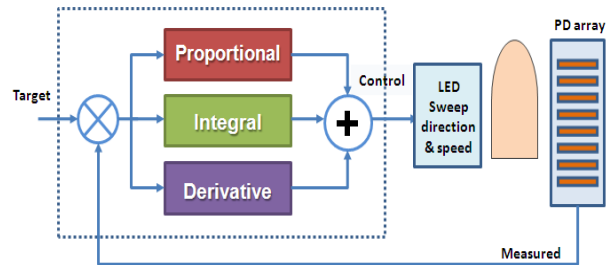 PD array
Proportional
Control
Target
Integral
+
LED
Sweep
direction
& speed
Derivative
Measured